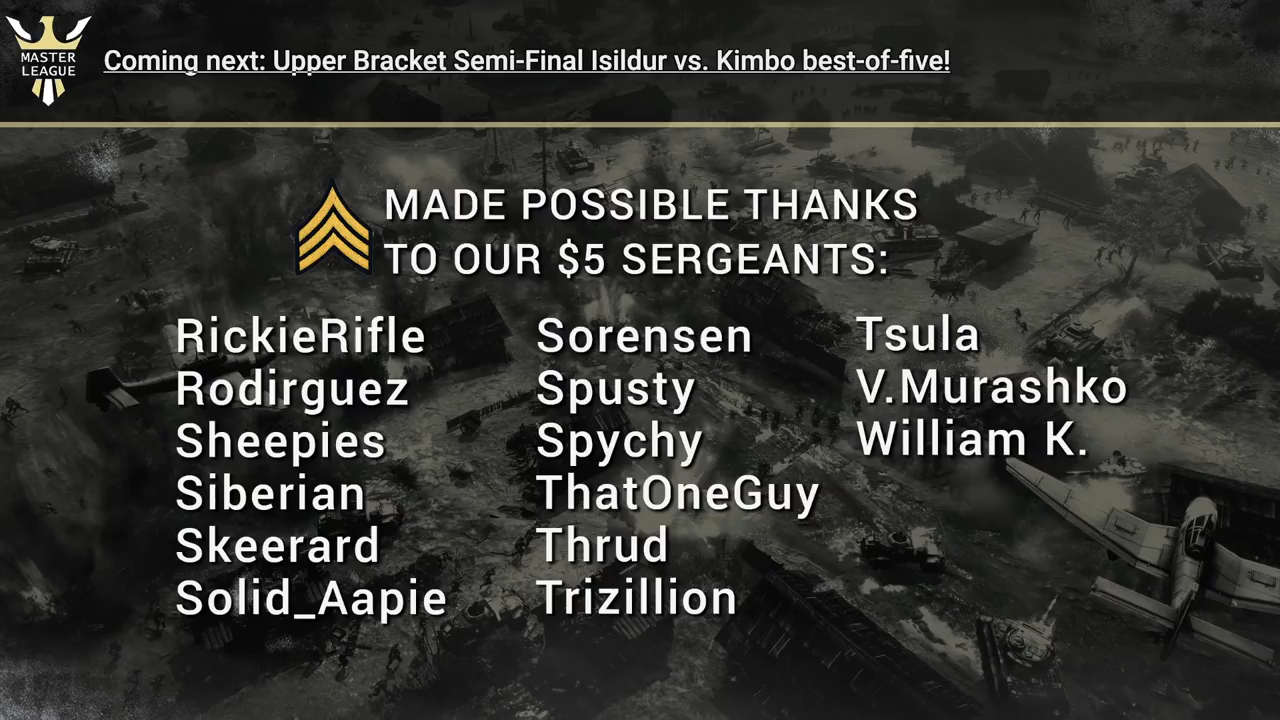 MASTER
LEAGUE
Coming next: Upper Bracket Semi-Final Isildur vs. Kimbo best-of-five!
MADE POSSIBLE THANKS
TO OUR $5 SERGEANTS:
RickieRifle
Rodirguez
Sheepies
Siberian
Skeerard
Solid_Aapie
Sorensen
Spusty
Spychy
ThatOneGuy
Thrud
Trizillion
Tsula
V.Murashko
William K.